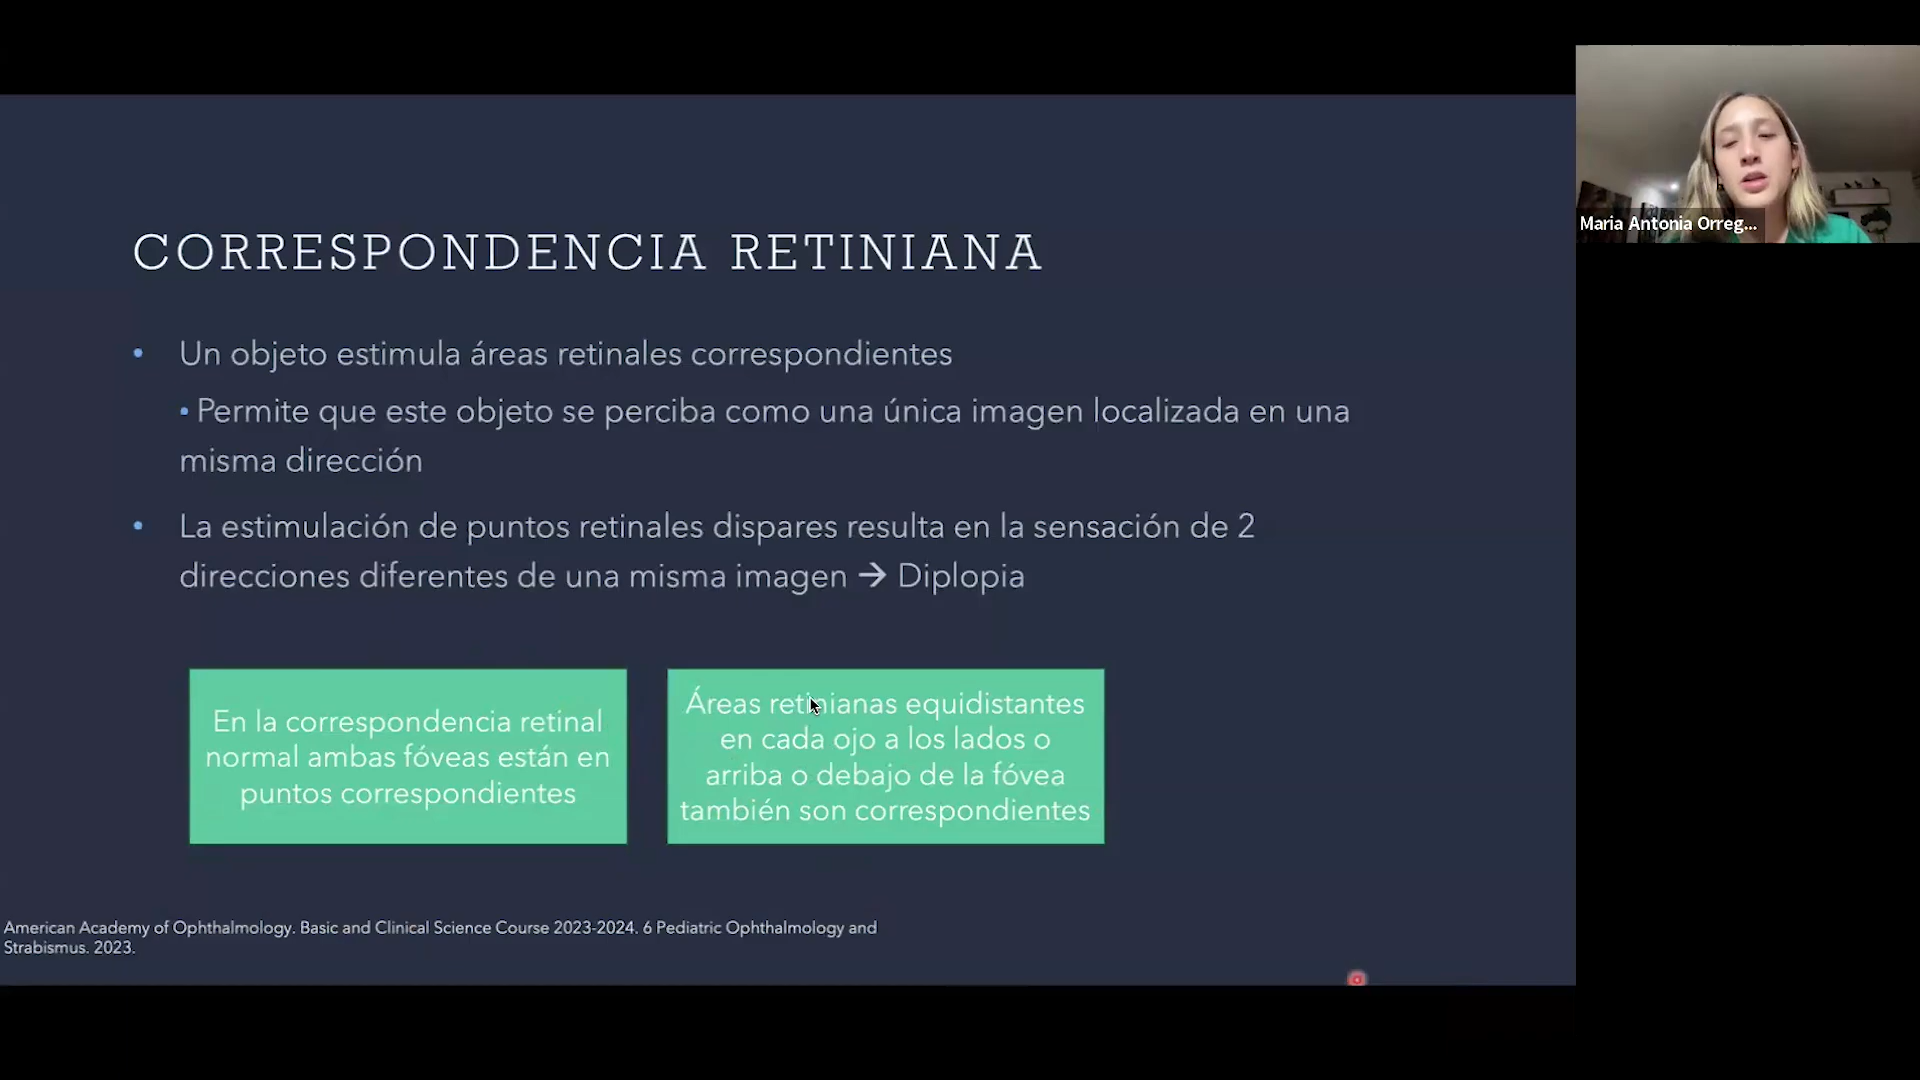 Maria Antonia Orreg...
CORRESPONDENCIA RETINIANA
• Un objeto estimula áreas retinales correspondientes
• Permite que este objeto se perciba como una única imagen localizada en una
misma dirección
• La estimulación de puntos retinales dispares resulta en la sensación de 2
direcciones diferentes de una misma imagen → Diplopia
En la correspondencia retinal
normal ambas fóveas están en
puntos correspondientes
Áreas retinianas equidistantes
en cada ojo a los lados o
arriba o debajo de la fóvea
también son correspondientes
American Academy of Ophthalmology. Basic and Clinical Science Course 2023-2024. 6 Pediatric Ophthalmology and
Strabismus. 2023.